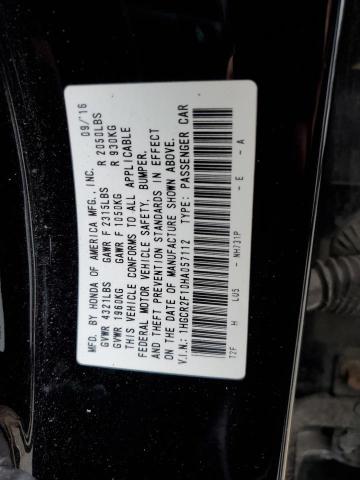 MFD. BY HONDA OF AMERICA MFG., INC. 09/'16
GVWR 4321LBS GAWR F 2315LBS R 2050LBS
GVWR 1960KG GAWR F 1050KG R 930KG
THIS VEHICLE CONFORMS TO ALL APPLICABLE
FEDERAL MOTOR VEHICLE SAFETY, BUMPER,
AND THEFT PREVENTION STANDARDS IN EFFECT
ON THE DATE OF MANUFACTURE SHOWN ABOVE.
V.I.N.: 1HGCR2F10HA057112 TYPE: PASSENGER CAR
T2F H LU05 NH731P - E - A